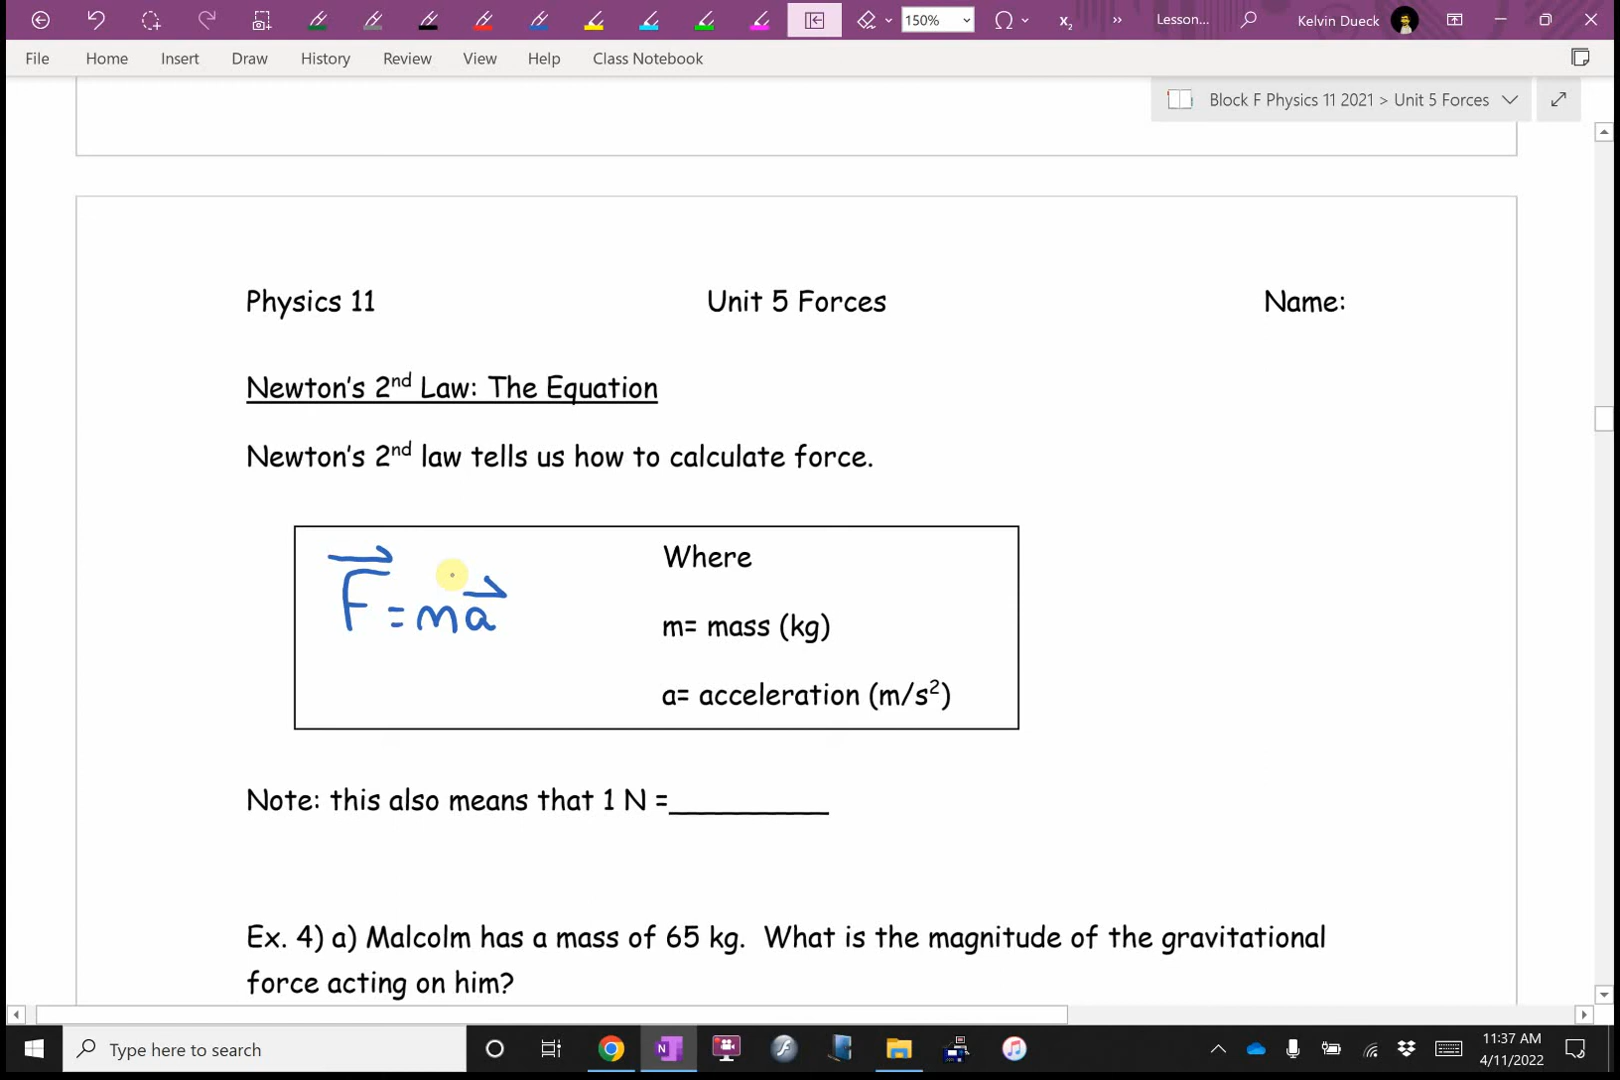 150% x₂ Lesson... Kelvin Dueck
File Home Insert Draw History Review View Help Class Notebook
Block F Physics 11 2021 > Unit 5 Forces
Physics 11 Unit 5 Forces Name:
Newton's 2nd Law: The Equation
Newton's 2nd law tells us how to calculate force.
F⃗ = ma⃗
Where
m= mass (kg)
a= acceleration (m/s²)
Note: this also means that 1 N =__________
Ex. 4) a) Malcolm has a mass of 65 kg. What is the magnitude of the gravitational
force acting on him?
Type here to search
11:37 AM
4/11/2022